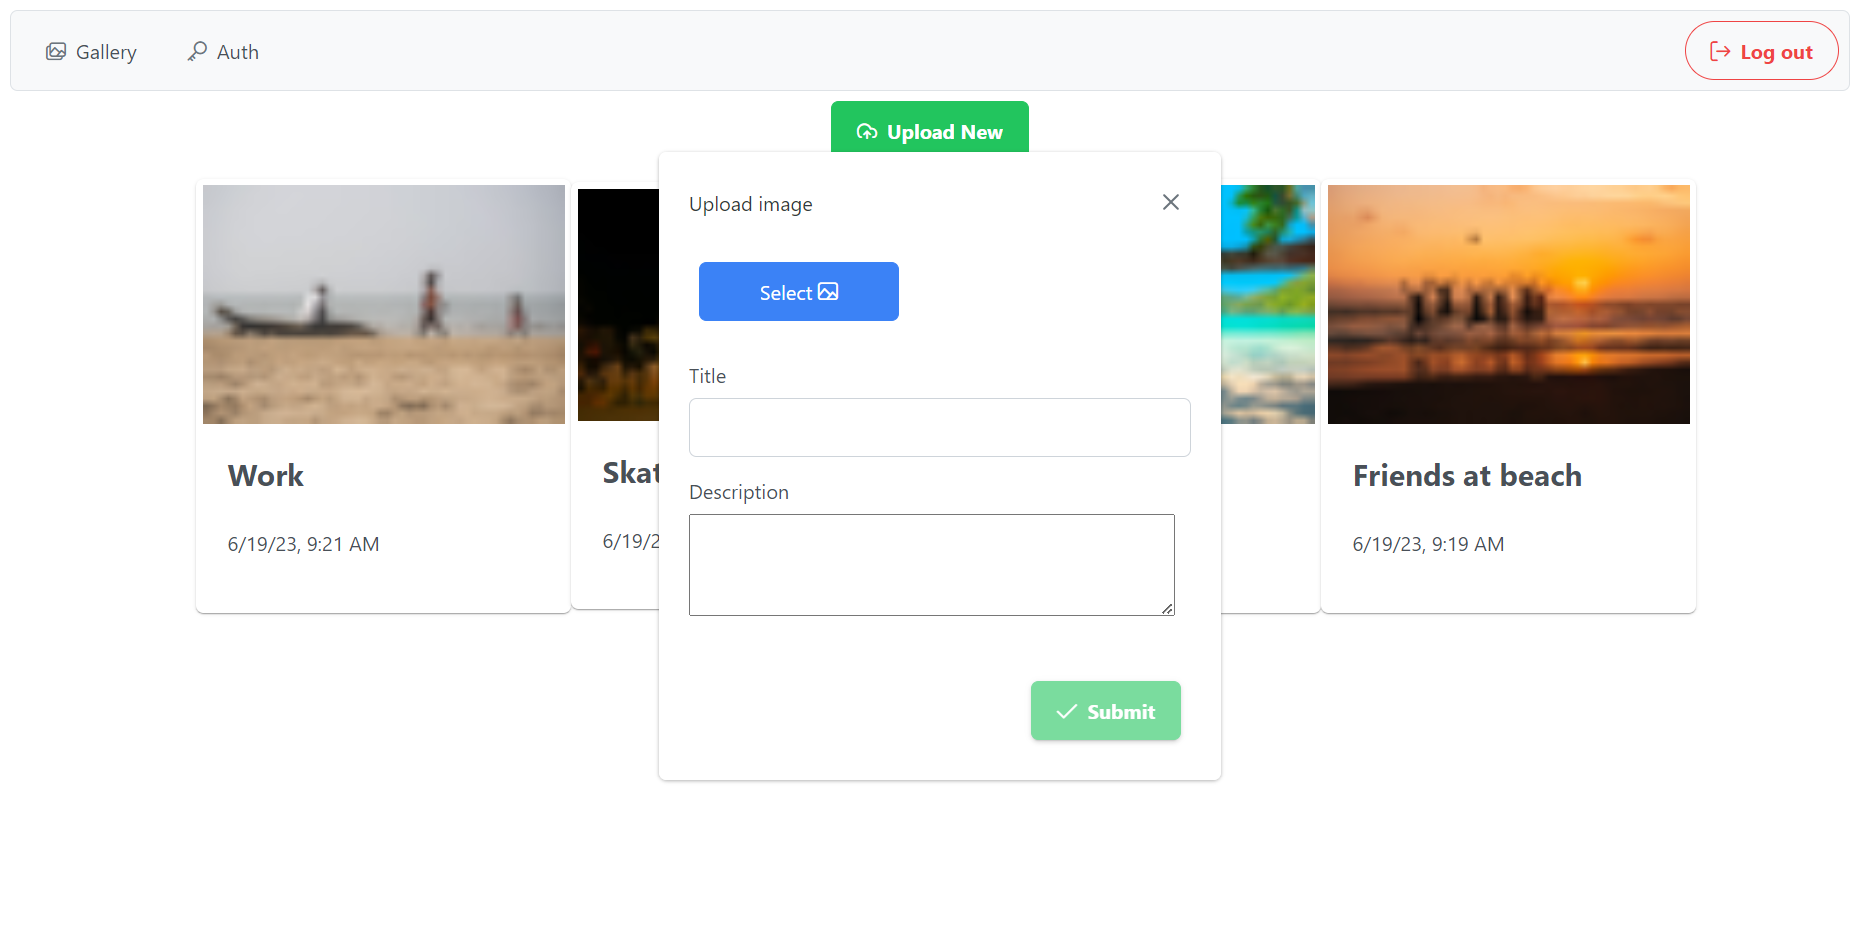 Gallery
Auth
Log out
Upload New
Upload image
Select
Title
Description
Submit
Work
6/19/23, 9:21 AM
Skat
6/19/2
Friends at beach
6/19/23, 9:19 AM